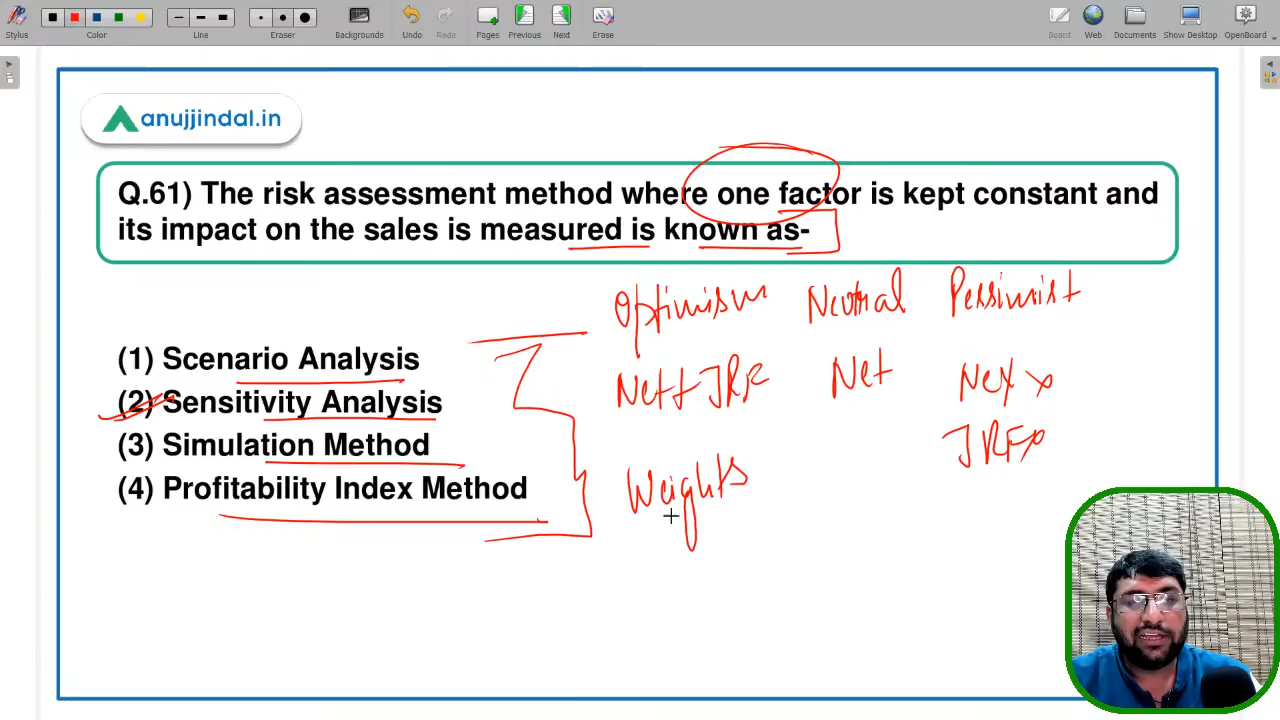 Stylus
Color
Line
Eraser
Backgrounds
Undo
Redo
Pages
Previous
Next
Erase
Board
Web
Documents
Show Desktop
OpenBoard
anujjindal.in
Q.61) The risk assessment method where one factor is kept constant and
its impact on the sales is measured is known as-
Optimism Neutral Pessimist
(1) Scenario Analysis
Net+JRF Net Net x
(2) Sensitivity Analysis
(3) Simulation Method
JRFx
(4) Profitability Index Method
Weights